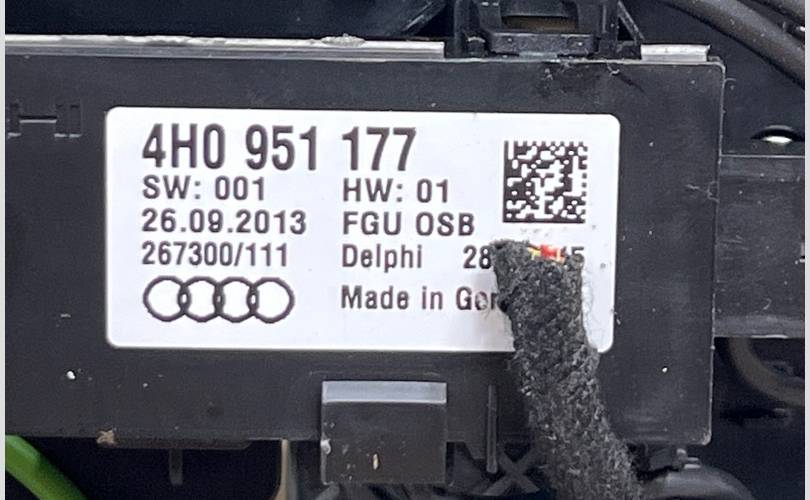 4H0 951 177
SW: 001 HW: 01
26.09.2013 FGU OSB
267300/111 Delphi
Made in